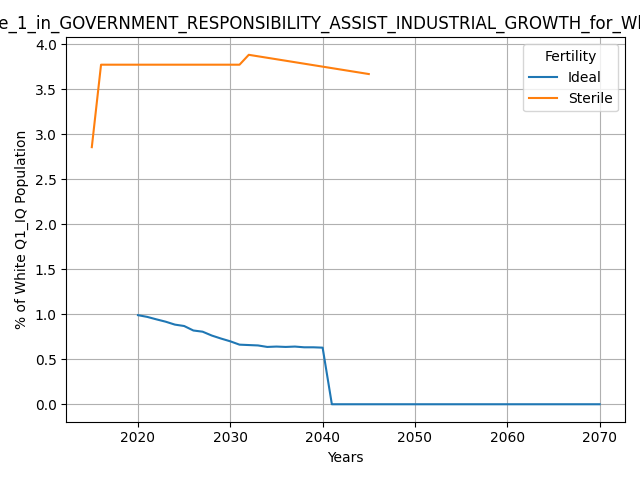 e_1_in_GOVERNMENT_RESPONSIBILITY_ASSIST_INDUSTRIAL_GROWTH_for_W
Fertility
Ideal
Sterile
% of White Q1_IQ Population
4.0
3.5
3.0
2.5
2.0
1.5
1.0
0.5
0.0
2020 2030 2040 2050 2060 2070
Years